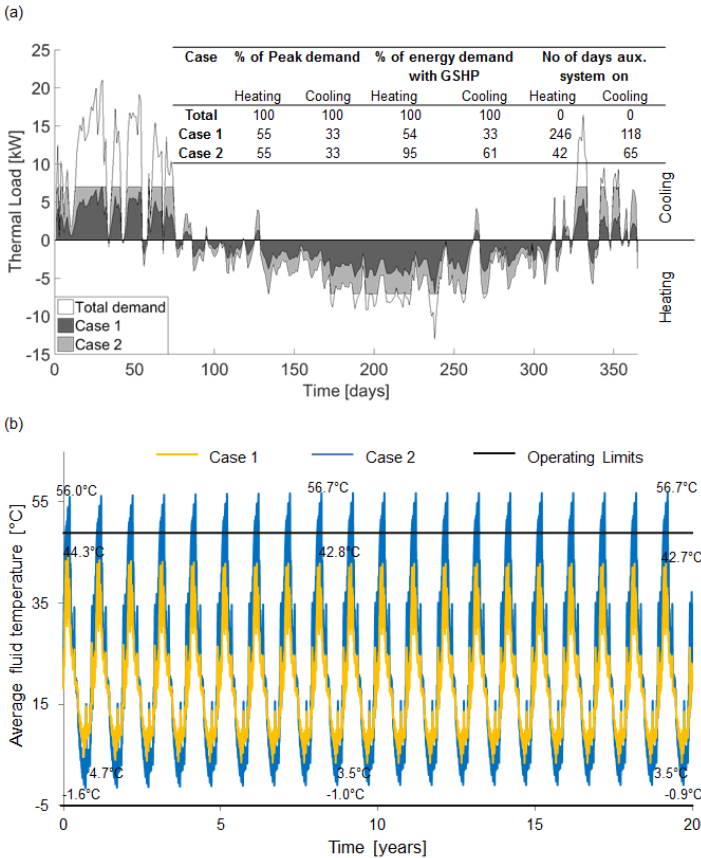 (a)
Case % of Peak demand % of energy demand with GSHP No of days aux. system on
Heating Cooling Heating Cooling Heating Cooling
Total 100 100 100 100 0 0
Case 1 55 33 54 33 246 118
Case 2 55 33 95 61 42 65
25
20
15
10
5
0
-5
-10
-15
Thermal Load [kW]
Cooling
Heating
Total demand
Case 1
Case 2
0 50 100 150 200 250 300 350
Time [days]
(b)
Case 1 Case 2 Operating Limits
55
35
15
-5
Average fluid temperature [°C]
56.0°C 56.7°C 56.7°C
44.3°C 42.8°C 42.7°C
4.7°C 3.5°C 3.5°C
-1.6°C -1.0°C -0.9°C
0 5 10 15 20
Time [years]